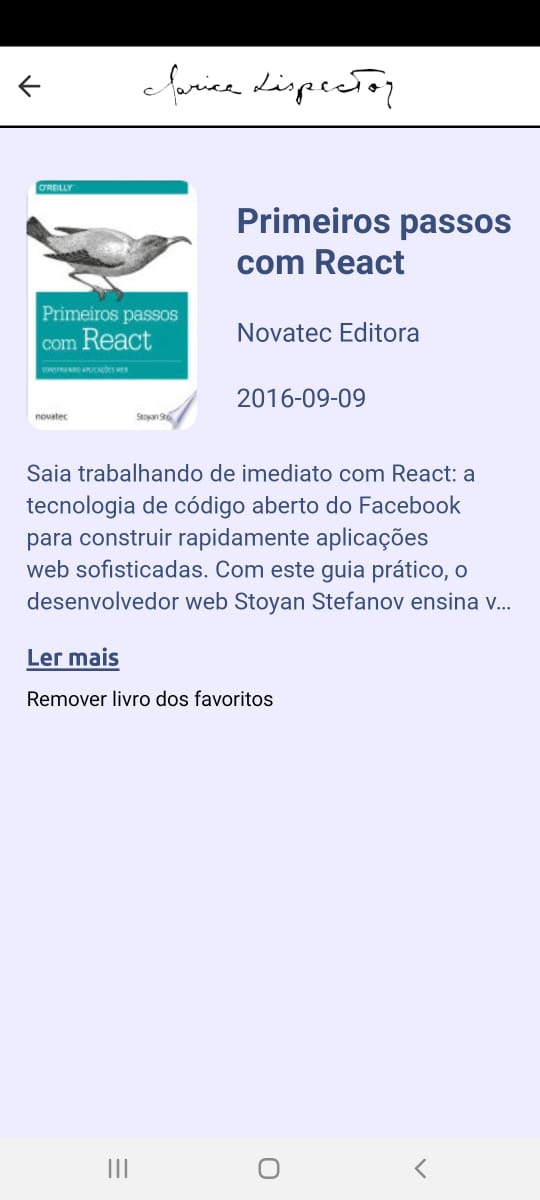 Clarice Lispector
O'REILLY
Primeiros passos
com React
CONSTRUINDO APLICAÇÕES WEB
novatec
Stoyan
Primeiros passos
com React
Novatec Editora
2016-09-09
Saia trabalhando de imediato com React: a
tecnologia de código aberto do Facebook
para construir rapidamente aplicações
web sofisticadas. Com este guia prático, o
desenvolvedor web Stoyan Stefanov ensina v...
Ler mais
Remover livro dos favoritos